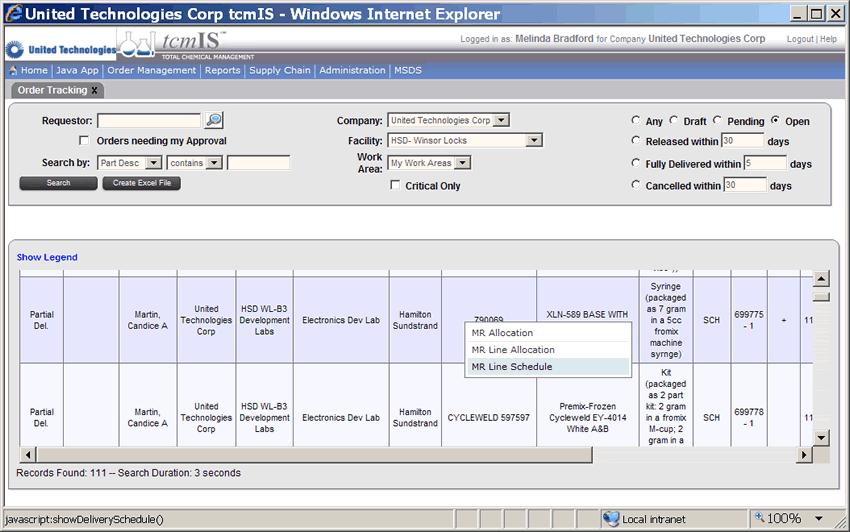 United Technologies Corp tcmIS - Windows Internet Explorer
United Technologies
tcmIS™
TOTAL CHEMICAL MANAGEMENT
Logged in as: Melinda Bradford for Company United Technologies Corp
Logout | Help
Home | Java App | Order Management | Reports | Supply Chain | Administration | MSDS
Order Tracking x
Requestor:
Orders needing my Approval
Search by: Part Desc contains
Search Create Excel File
Company: United Technologies Corp
Facility: HSD- Winsor Locks
Work
Area: My Work Areas
Critical Only
Any Draft Pending Open
Released within 30 days
Fully Delivered within 5 days
Cancelled within 30 days
Show Legend
Partial
Del.
Martin,
Candice A
United
Technologies
Corp
HSD WL-B3
Development
Labs
Electronics Dev Lab
Hamilton
Sundstrand
790069
XLN-589 BASE WITH
Syringe
(packaged
as 7 gram
in a 5cc
fromix
machine
syrnge)
SCH
699775
- 1
+
11
MR Allocation
MR Line Allocation
MR Line Schedule
Partial
Del.
Martin,
Candice A
United
Technologies
Corp
HSD WL-B3
Development
Labs
Electronics Dev Lab
Hamilton
Sundstrand
CYCLEWELD 597597
Premix-Frozen
Cycleweld EY-4014
White A&B
Kit
(packaged
as 2 part
kit: 2 gram
in a fromix
M-cup; 2
gram in a
SCH
699778
- 1
+
11
Records Found: 111 -- Search Duration: 3 seconds
javascript:showDeliverySchedule()
Local intranet
100%